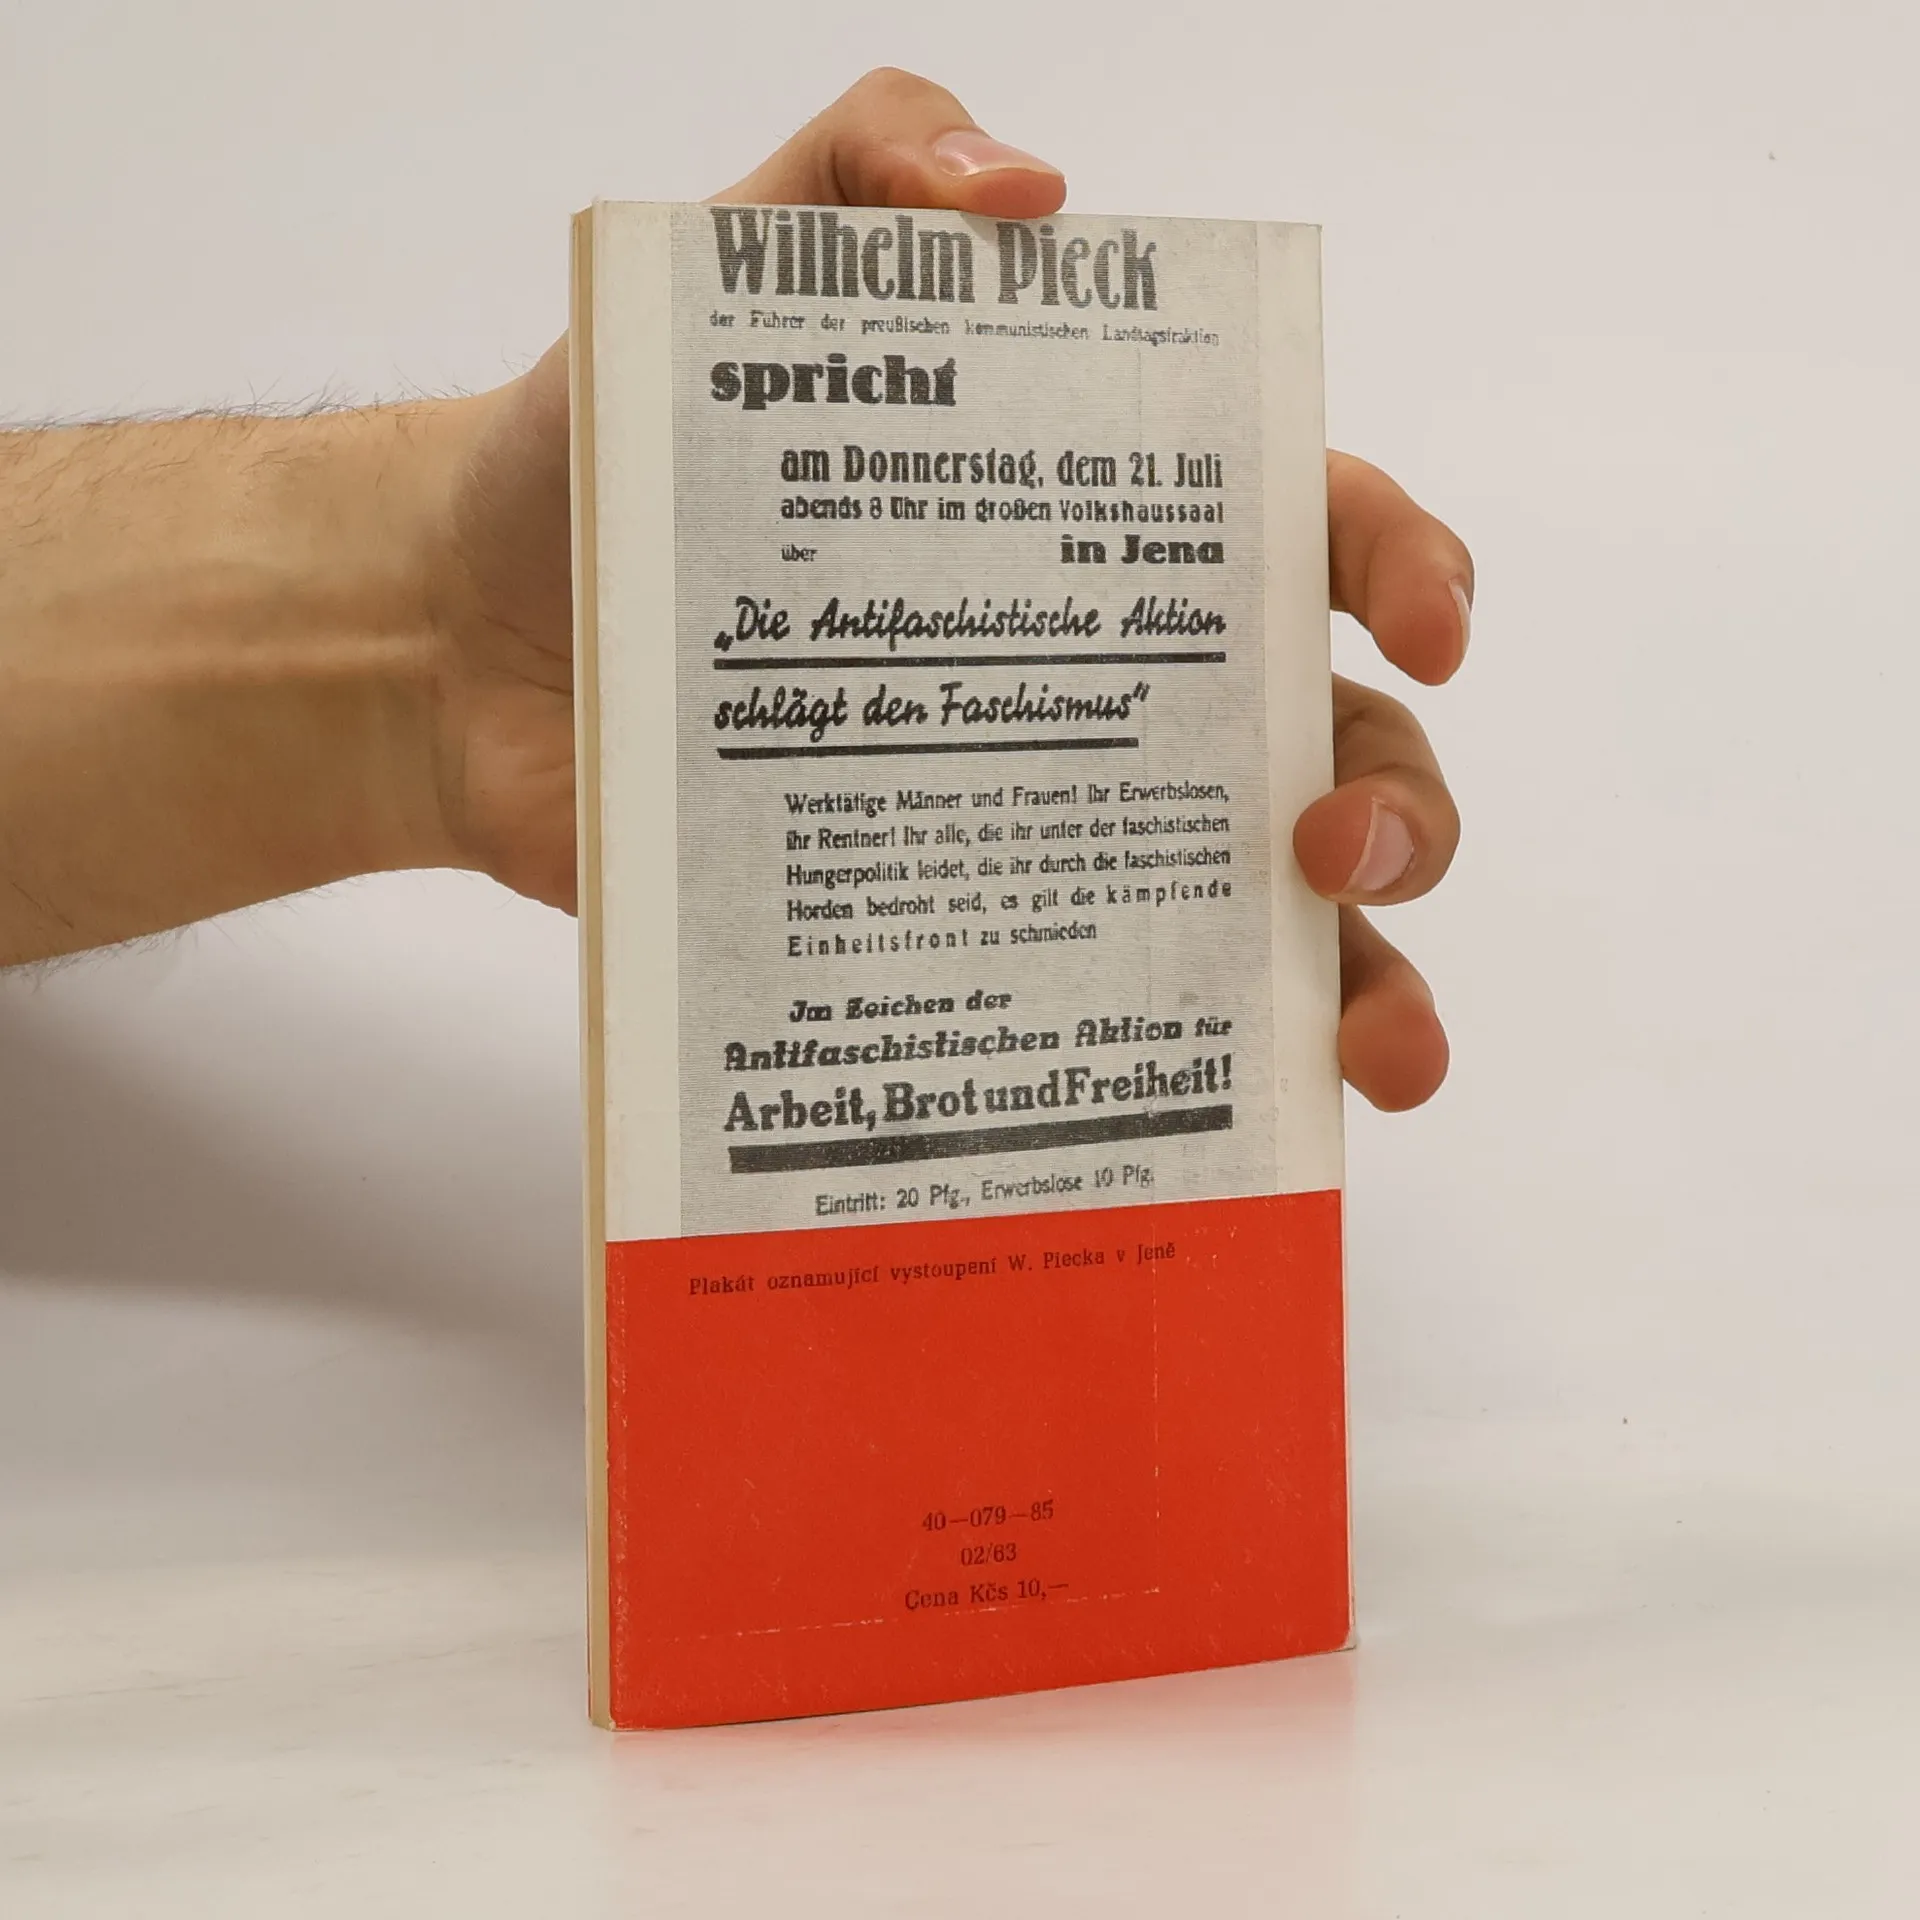 Wilhelm Pieck
der Führer der preußischen kommunistischen Landtagsfraktion
spricht
am Donnerstag, dem 21. Juli
abends 8 Uhr im großen Volkshaussaal
über in Jena
„Die Antifaschistische Aktion
schlägt den Faschismus"
Werktätige Männer und Frauen! Ihr Erwerbslosen,
ihr Rentner! Ihr alle, die ihr unter der faschistischen
Hungerpolitik leidet, die ihr durch die faschistischen
Horden bedroht seid, es gilt die kämpfende
Einheitsfront zu schmieden
Im Zeichen der
Antifaschistischen Aktion für
Arbeit, Brot und Freiheit!
Eintritt: 20 Pfg., Erwerbslose 10 Pfg.
Plakát oznamující vystoupení W. Piecka v Jeně
40—079—85
02/63
Cena Kčs 10,—